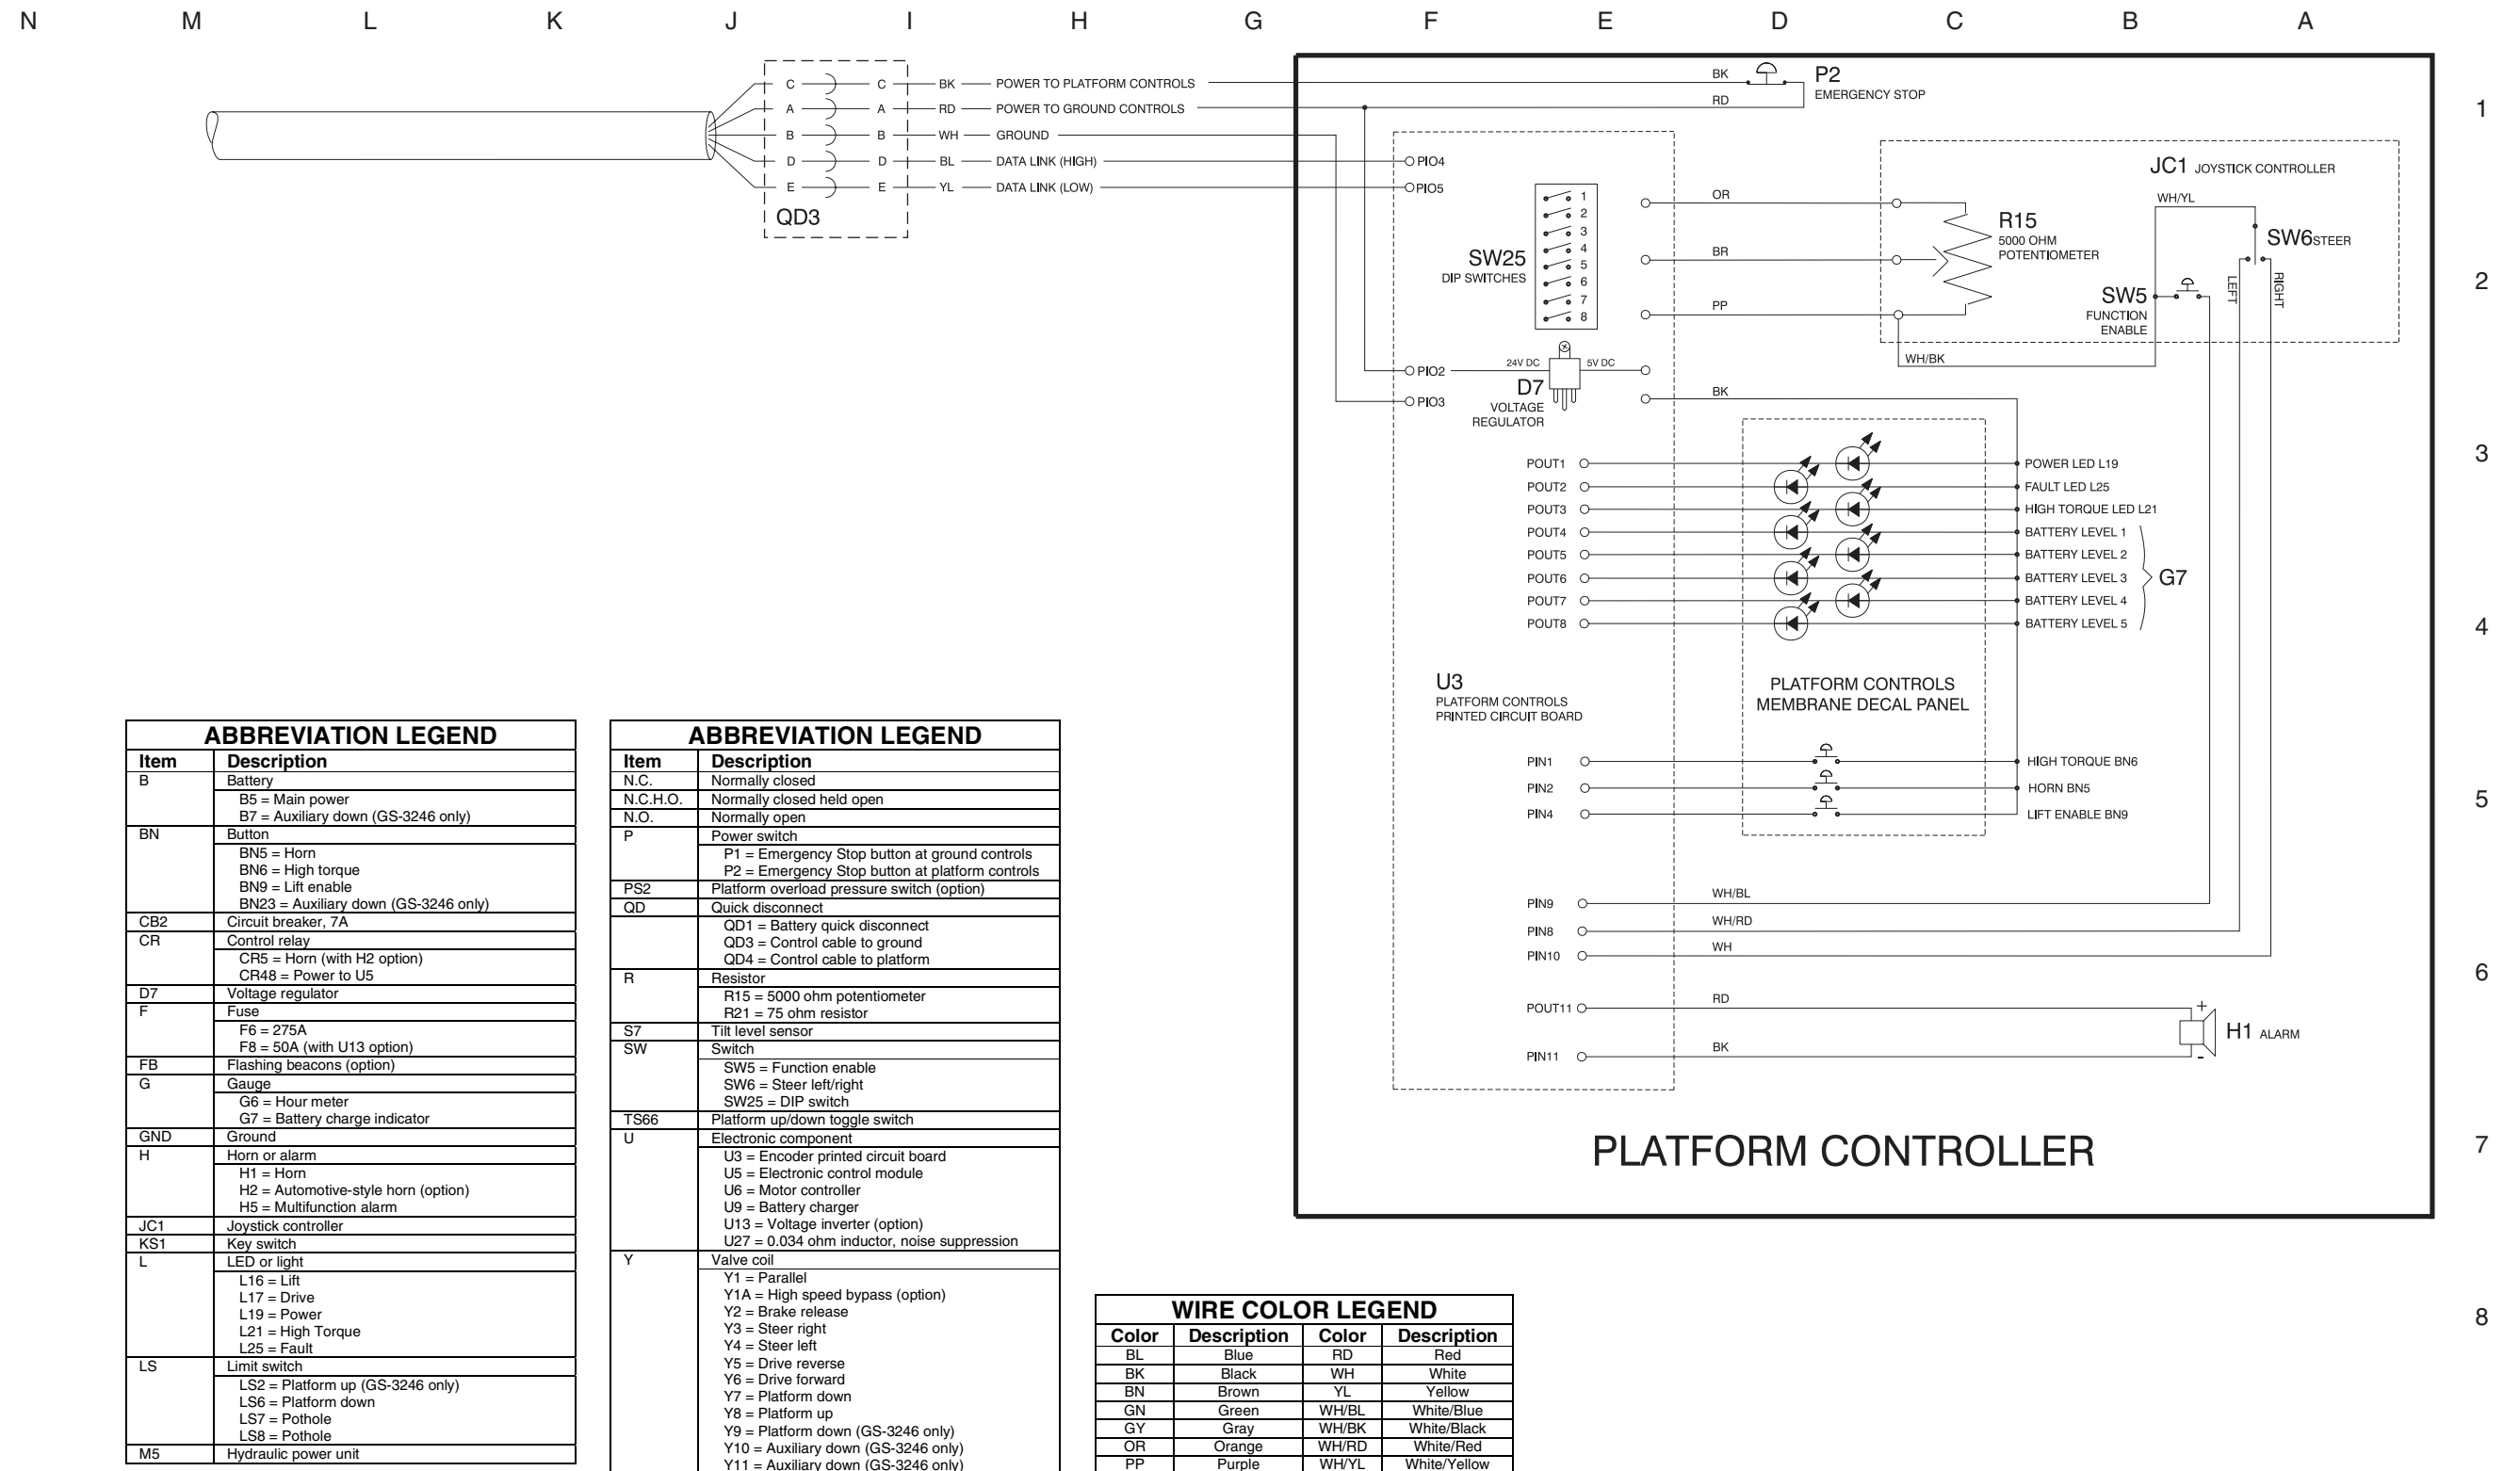 N M L K J I H G F E D C B A
C C BK POWER TO PLATFORM CONTROLS
A A RD POWER TO GROUND CONTROLS
B B WH GROUND
D D BL DATA LINK (HIGH)
E E YL DATA LINK (LOW)
QD3
BK
P2
EMERGENCY STOP
RD
1
2
3
4
5
6
7
8
PIO4
PIO5
SW25
DIP SWITCHES
1
2
3
4
5
6
7
8
OR
BR
PP
JC1 JOYSTICK CONTROLLER
WH/YL
R15
5000 OHM
POTENTIOMETER
SW6 STEER
LEFT
RIGHT
SW5
FUNCTION
ENABLE
WH/BK
PIO2
24V DC
5V DC
D7
VOLTAGE
REGULATOR
PIO3
BK
POUT1 POWER LED L19
POUT2 FAULT LED L25
POUT3 HIGH TORQUE LED L21
POUT4 BATTERY LEVEL 1
POUT5 BATTERY LEVEL 2
POUT6 BATTERY LEVEL 3
POUT7 BATTERY LEVEL 4
POUT8 BATTERY LEVEL 5
G7
U3
PLATFORM CONTROLS
PRINTED CIRCUIT BOARD
PLATFORM CONTROLS
MEMBRANE DECAL PANEL
PIN1 HIGH TORQUE BN6
PIN2 HORN BN5
PIN4 LIFT ENABLE BN9
PIN9 WH/BL
PIN8 WH/RD
PIN10 WH
POUT11 RD
+
H1 ALARM
PIN11 BK
-
PLATFORM CONTROLLER
ABBREVIATION LEGEND
Item Description
B Battery
B5 = Main power
B7 = Auxiliary down (GS-3246 only)
BN Button
BN5 = Horn
BN6 = High torque
BN9 = Lift enable
BN23 = Auxiliary down (GS-3246 only)
CB2 Circuit breaker, 7A
CR Control relay
CR5 = Horn (with H2 option)
CR48 = Power to U5
D7 Voltage regulator
F Fuse
F6 = 275A
F8 = 50A (with U13 option)
FB Flashing beacons (option)
G Gauge
G6 = Hour meter
G7 = Battery charge indicator
GND Ground
H Horn or alarm
H1 = Horn
H2 = Automotive-style horn (option)
H5 = Multifunction alarm
JC1 Joystick controller
KS1 Key switch
L LED or light
L16 = Lift
L17 = Drive
L19 = Power
L21 = High Torque
L25 = Fault
LS Limit switch
LS2 = Platform up (GS-3246 only)
LS6 = Platform down
LS7 = Pothole
LS8 = Pothole
M5 Hydraulic power unit
ABBREVIATION LEGEND
Item Description
N.C. Normally closed
N.C.H.O. Normally closed held open
N.O. Normally open
P Power switch
P1 = Emergency Stop button at ground controls
P2 = Emergency Stop button at platform controls
PS2 Platform overload pressure switch (option)
QD Quick disconnect
QD1 = Battery quick disconnect
QD3 = Control cable to ground
QD4 = Control cable to platform
R Resistor
R15 = 5000 ohm potentiometer
R21 = 75 ohm resistor
S7 Tilt level sensor
SW Switch
SW5 = Function enable
SW6 = Steer left/right
SW25 = DIP switch
TS66 Platform up/down toggle switch
U Electronic component
U3 = Encoder printed circuit board
U5 = Electronic control module
U6 = Motor controller
U9 = Battery charger
U13 = Voltage inverter (option)
U27 = 0.034 ohm inductor, noise suppression
Y Valve coil
Y1 = Parallel
Y1A = High speed bypass (option)
Y2 = Brake release
Y3 = Steer right
Y4 = Steer left
Y5 = Drive reverse
Y6 = Drive forward
Y7 = Platform down
Y8 = Platform up
Y9 = Platform down (GS-3246 only)
Y10 = Auxiliary down (GS-3246 only)
Y11 = Auxiliary down (GS-3246 only)
WIRE COLOR LEGEND
Color Description Color Description
BL Blue RD Red
BK Black WH White
BN Brown YL Yellow
GN Green WH/BL White/Blue
GY Gray WH/BK White/Black
OR Orange WH/RD White/Red
PP Purple WH/YL White/Yellow